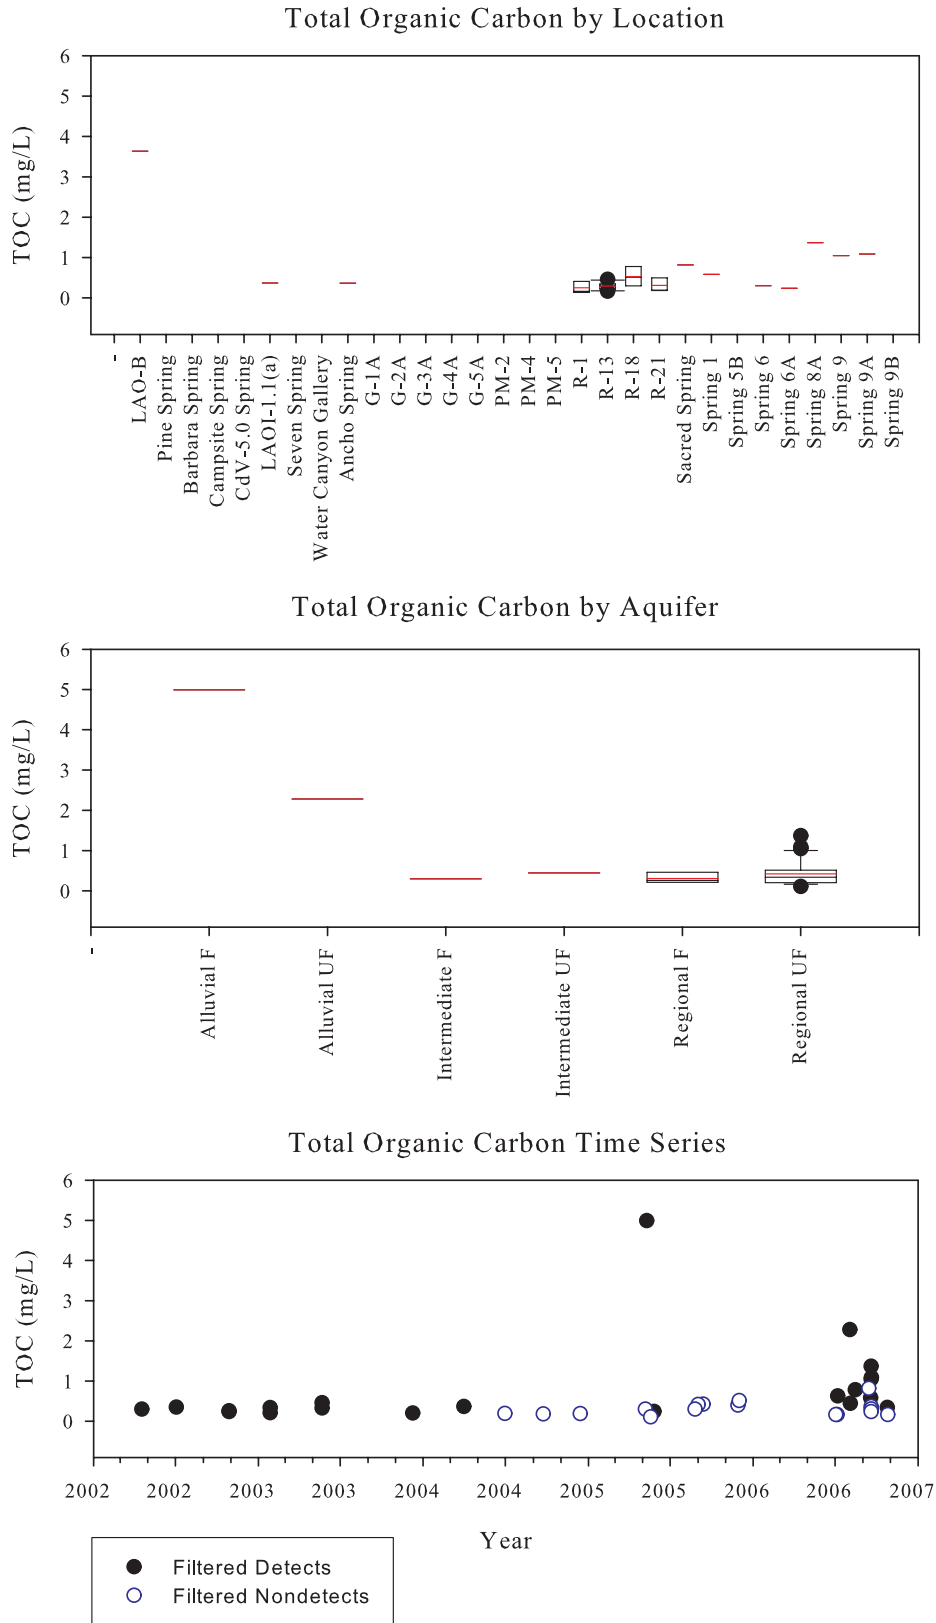 Total Organic Carbon by Location
6
5
4
3
2
1
0
TOC (mg/L)
-
LAO-B
Pine Spring
Barbara Spring
Campsite Spring
CdV-5.0 Spring
LAOI-1.1(a)
Seven Spring
Water Canyon Gallery
Ancho Spring
G-1A
G-2A
G-3A
G-4A
G-5A
PM-2
PM-4
PM-5
R-1
R-13
R-18
R-21
Sacred Spring
Spring 1
Spring 5B
Spring 6
Spring 6A
Spring 8A
Spring 9
Spring 9A
Spring 9B
Total Organic Carbon by Aquifer
6
5
4
3
2
1
0
TOC (mg/L)
-
Alluvial F
Alluvial UF
Intermediate F
Intermediate UF
Regional F
Regional UF
Total Organic Carbon Time Series
6
5
4
3
2
1
0
TOC (mg/L)
2002 2002 2003 2003 2004 2004 2005 2005 2006 2006 2007
Year
Filtered Detects
Filtered Nondetects